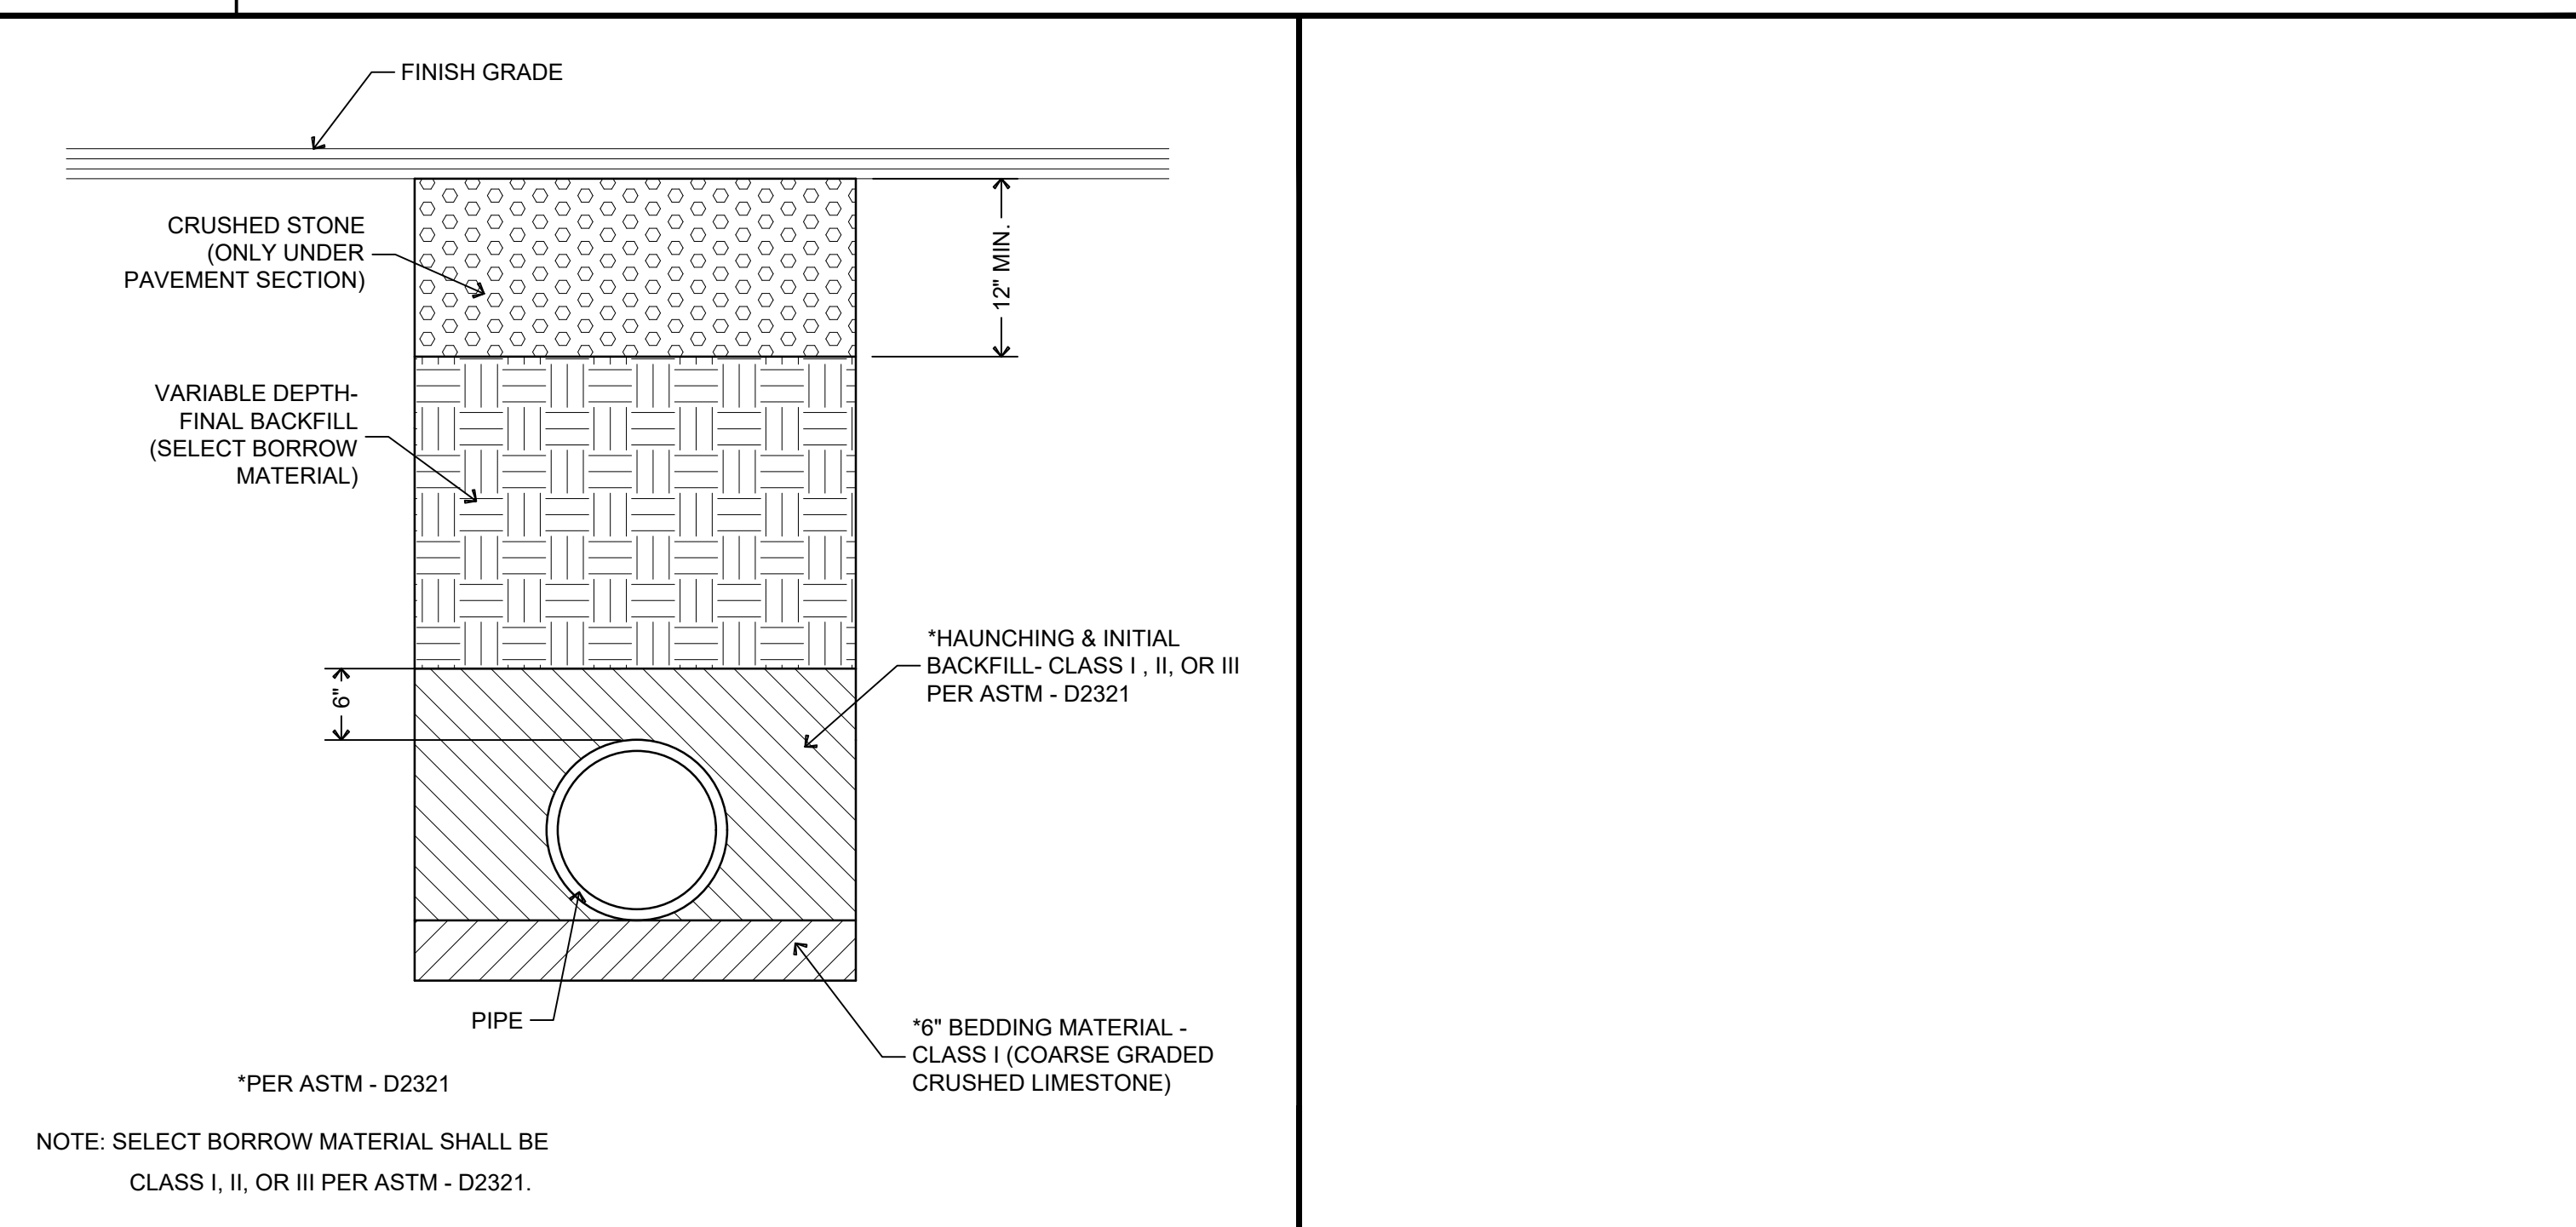 FINISH GRADE
CRUSHED STONE
(ONLY UNDER
PAVEMENT SECTION)
12" MIN.
VARIABLE DEPTH-
FINAL BACKFILL
(SELECT BORROW
MATERIAL)
*HAUNCHING & INITIAL
BACKFILL- CLASS I , II, OR III
PER ASTM - D2321
6"
PIPE
*6" BEDDING MATERIAL -
CLASS I (COARSE GRADED
CRUSHED LIMESTONE)
*PER ASTM - D2321
NOTE: SELECT BORROW MATERIAL SHALL BE
CLASS I, II, OR III PER ASTM - D2321.